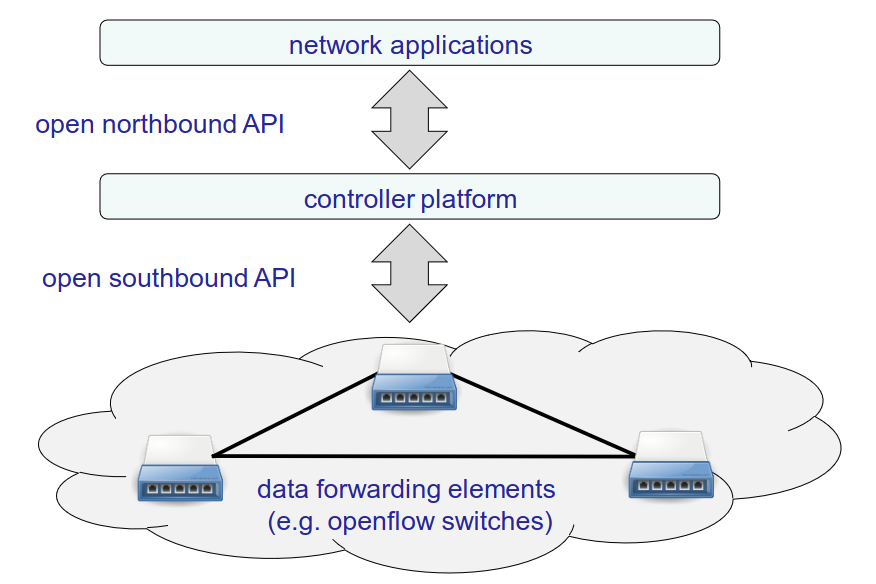 network applications
open northbound API
controller platform
open southbound API
data forwarding elements
(e.g. openflow switches)